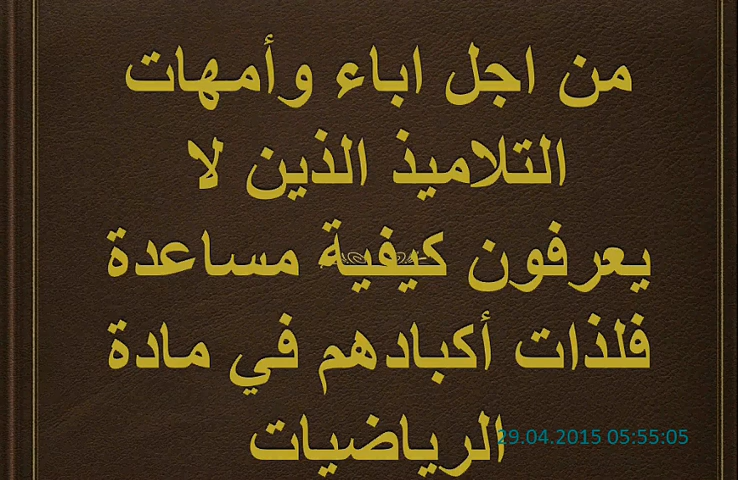 من اجل اباء وأمهات
التلاميذ الذين لا
يعرفون كيفية مساعدة
فلذات أكبادهم في مادة
الرياضيات
29.04.2015 05:55:05